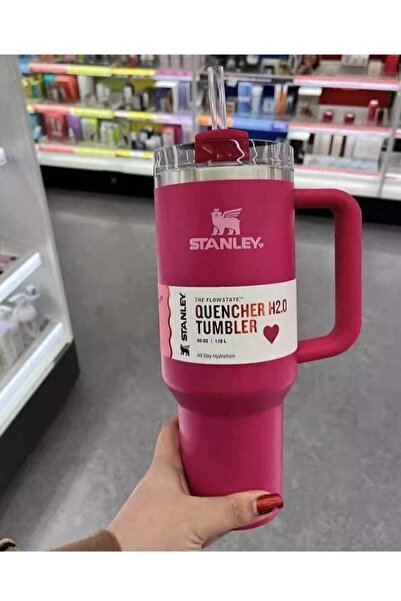 STANLEY
THE FLOWSTATE™
QUENCHER H2.0
TUMBLER
40 OZ | 1.18 L
All Day Hydration
STANLEY